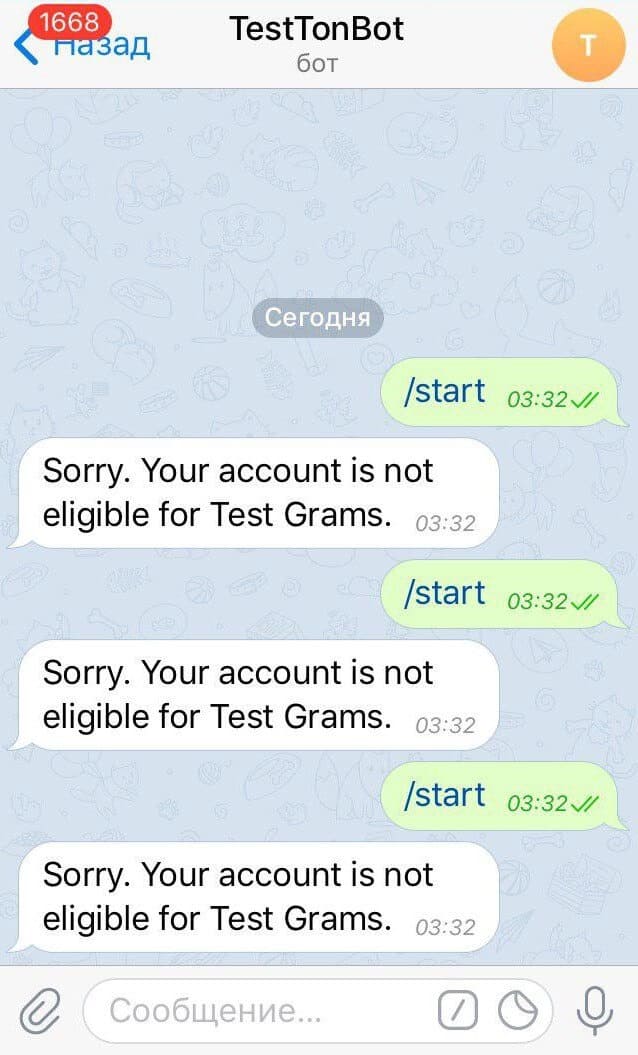 1668
Назад
TestTonBot
бот
T
Сегодня
/start 03:32
Sorry. Your account is not
eligible for Test Grams. 03:32
/start 03:32
Sorry. Your account is not
eligible for Test Grams. 03:32
/start 03:32
Sorry. Your account is not
eligible for Test Grams. 03:32
Сообщение...